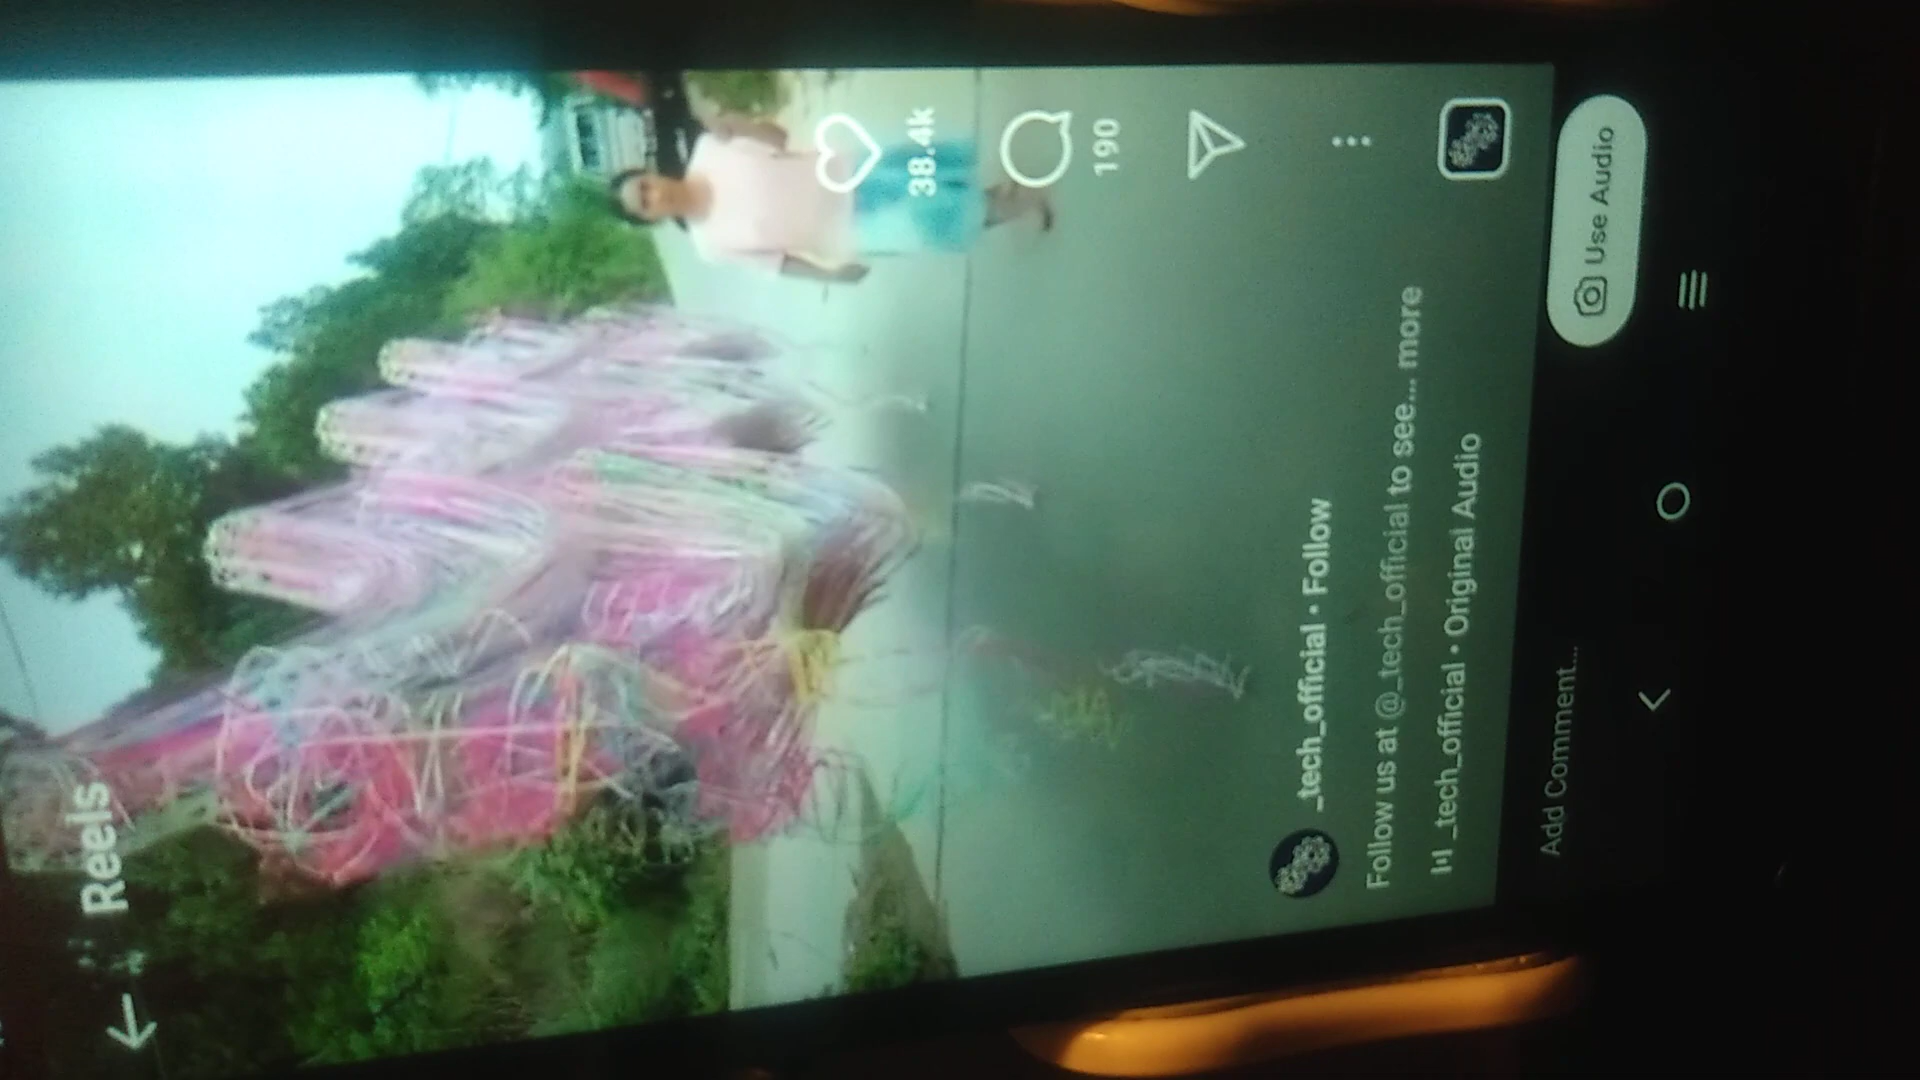 Reels
38.4k
190
_tech_official • Follow
Follow us at @_tech_official to see... more
_tech_official • Original Audio
Add Comment...
Use Audio